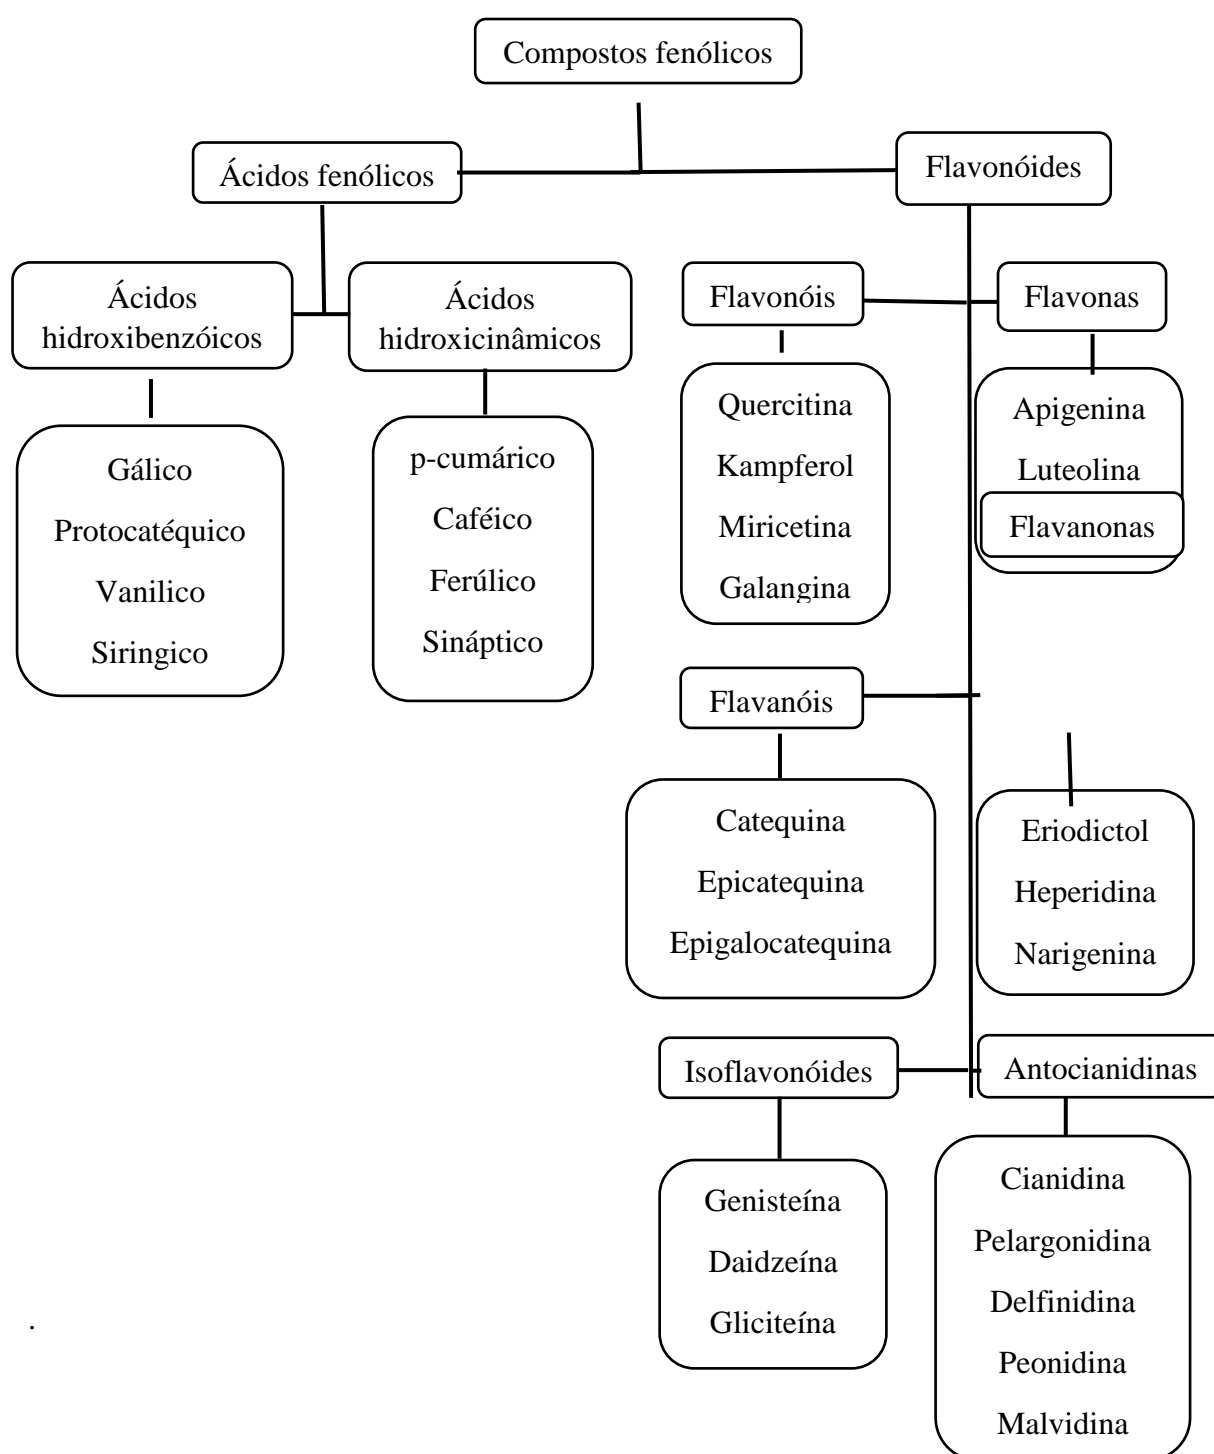 Compostos fenólicos
Ácidos fenólicos
Flavonóides
Ácidos
hidroxibenzóicos
Ácidos
hidroxicinâmicos
Flavonóis
Flavonas
Gálico
Protocatéquico
Vanilico
Siringico
p-cumárico
Caféico
Ferúlico
Sináptico
Quercitina
Kampferol
Miricetina
Galangina
Apigenina
Luteolina
Flavanonas
Flavanóis
Catequina
Epicatequina
Epigalocatequina
Eriodictol
Heperidina
Narigenina
Isoflavonóides
Antocianidinas
Genisteína
Daidzeína
Gliciteína
Cianidina
Pelargonidina
Delfinidina
Peonidina
Malvidina
.